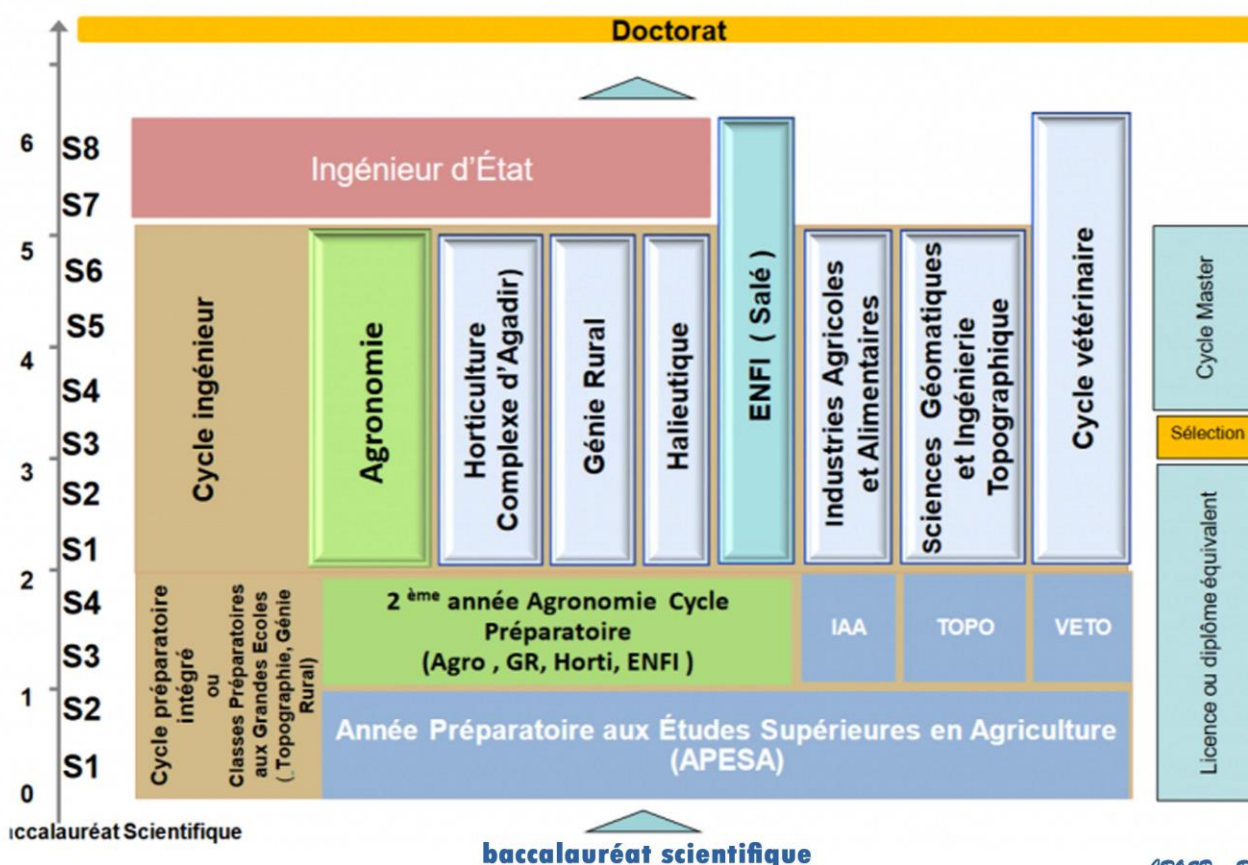 Doctorat
6
S8
S7
Ingénieur d'État
5
S6
S5
4
S4
S3
3
S2
S1
2
Cycle ingénieur
Agronomie
Horticulture
Complexe d'Agadir)
Génie Rural
Halieutique
ENFI ( Salé )
Industries Agricoles
et Alimentaires
Sciences Géomatiques
et Ingénierie
Topographique
Cycle vétérinaire
Cycle Master
Sélection
Licence ou diplôme équivalent
S4
S3
1
S2
S1
0
Cycle préparatoire
intégré
ou
Classes Préparatoires
aux Grandes Ecoles
(_Topographie, Génie
Rural)
2 ème année Agronomie Cycle
Préparatoire
(Agro , GR, Horti, ENFI )
IAA
TOPO
VETO
Année Préparatoire aux Études Supérieures en Agriculture
(APESA)
ccalauréat Scientifique
baccalauréat scientifique